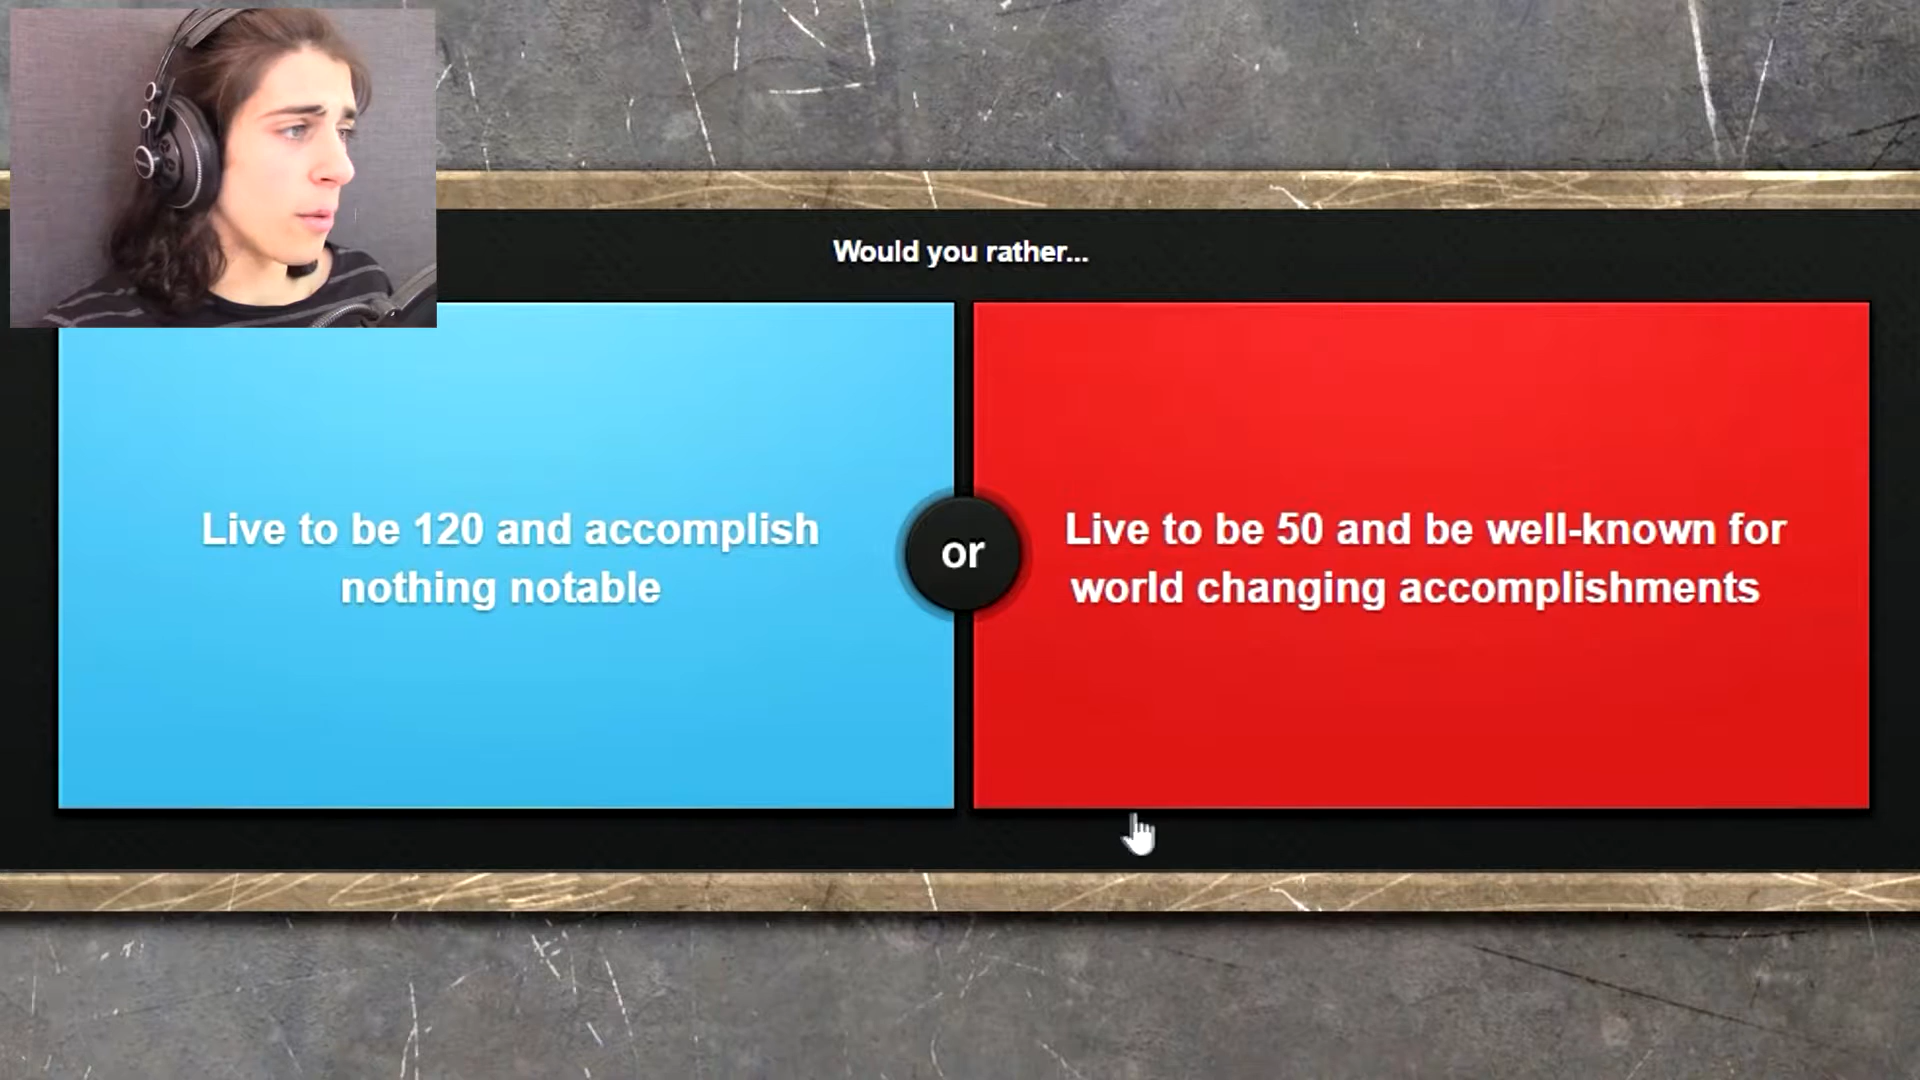 Would you rather...
Live to be 120 and accomplish
nothing notable
or
Live to be 50 and be well-known for
world changing accomplishments